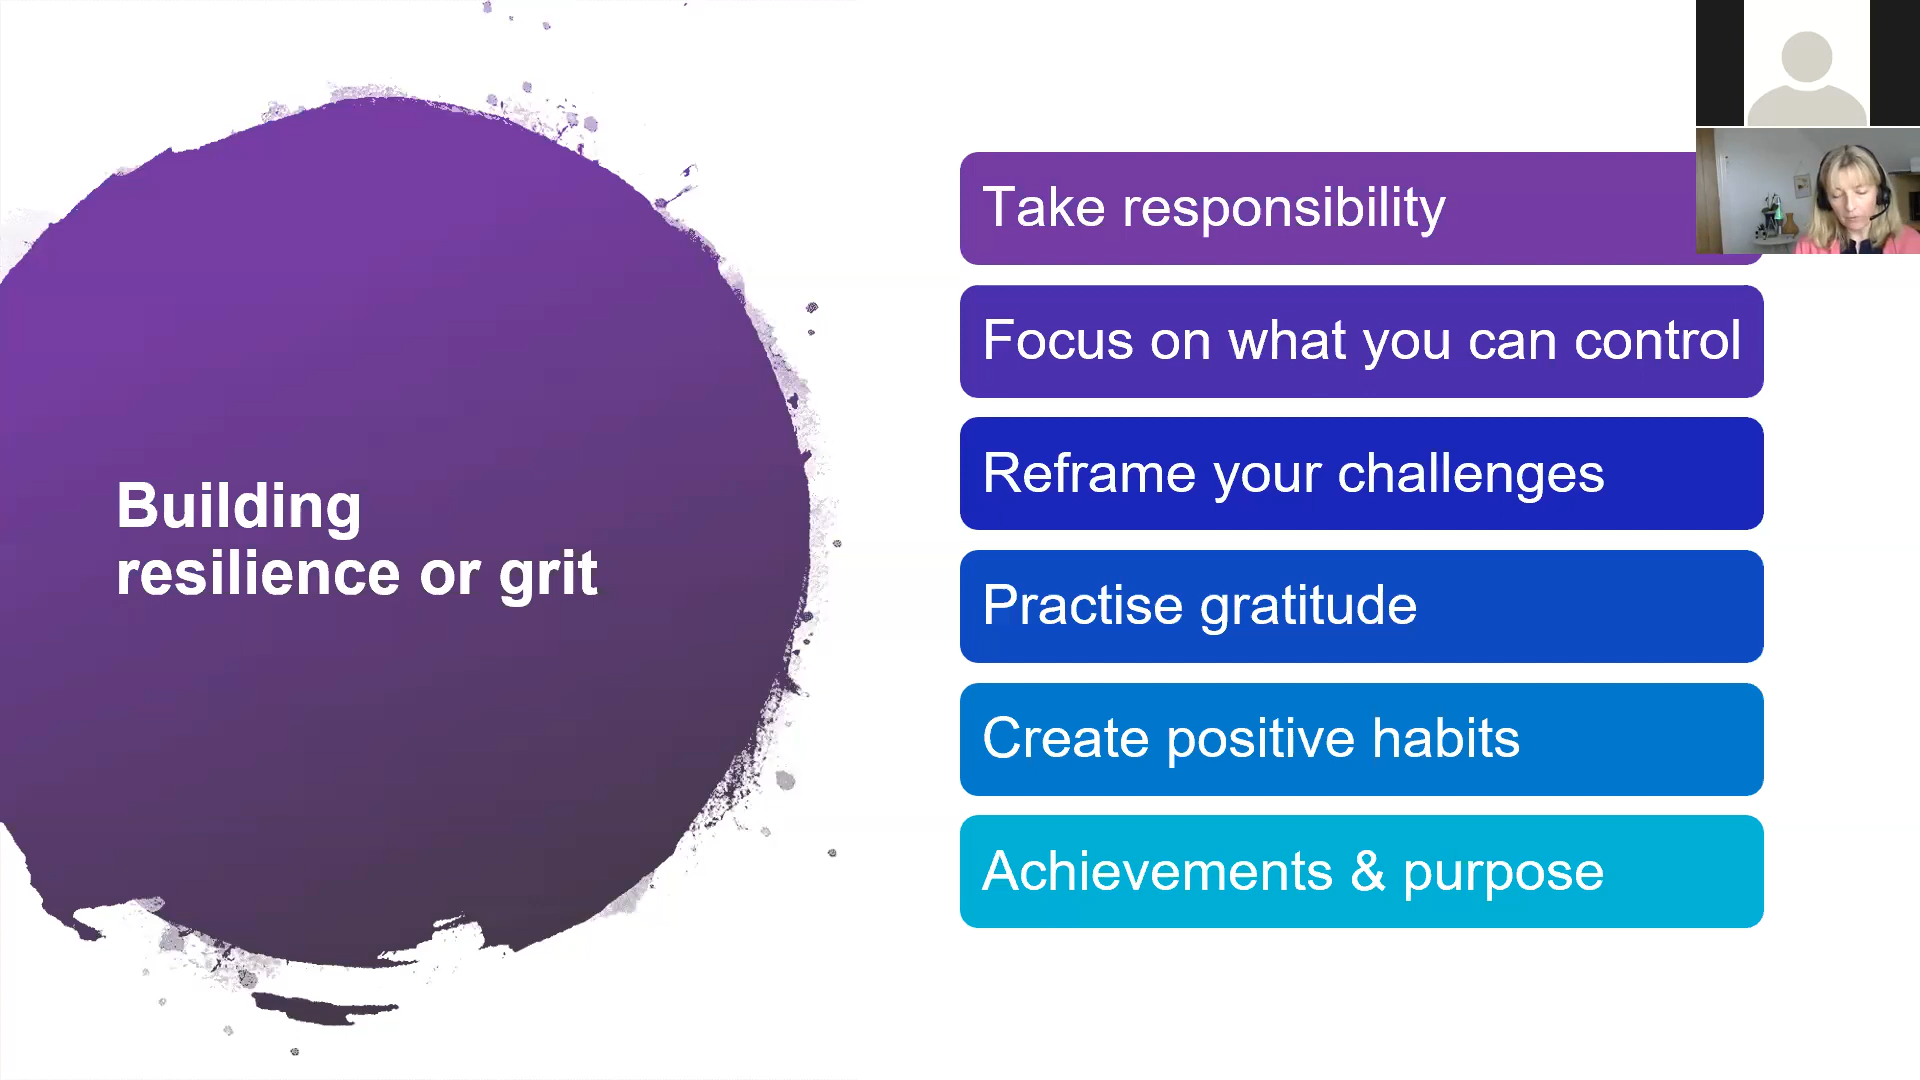 Building
resilience or grit
Take responsibility
Focus on what you can control
Reframe your challenges
Practise gratitude
Create positive habits
Achievements & purpose